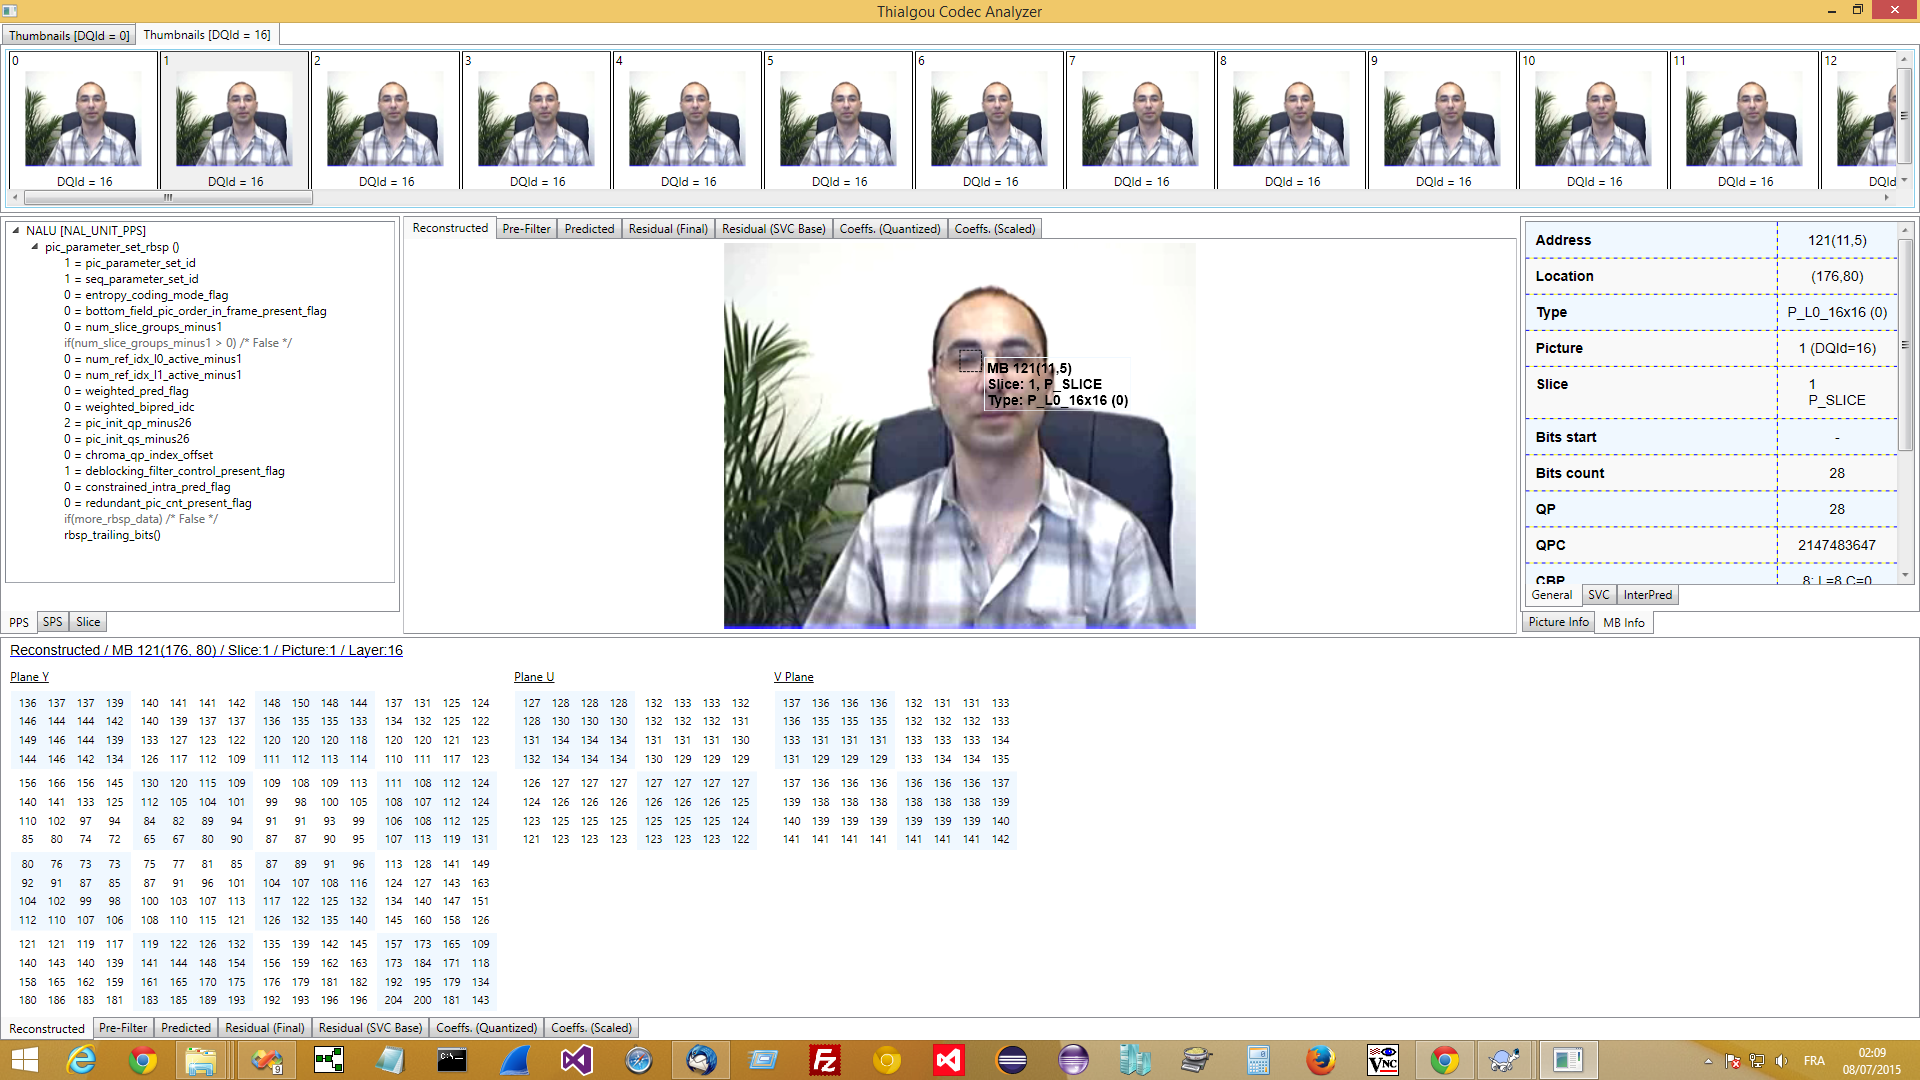 Thialgou Codec Analyzer
Thumbnails [DQId = 0] Thumbnails [DQId = 16]
0 1 2 3 4 5 6 7 8 9 10 11 12
DQId = 16 DQId = 16 DQId = 16 DQId = 16 DQId = 16 DQId = 16 DQId = 16 DQId = 16 DQId = 16 DQId = 16 DQId = 16 DQId = 16 DQId
NALU [NAL_UNIT_PPS]
pic_parameter_set_rbsp ()
1 = pic_parameter_set_id
1 = seq_parameter_set_id
0 = entropy_coding_mode_flag
0 = bottom_field_pic_order_in_frame_present_flag
0 = num_slice_groups_minus1
if(num_slice_groups_minus1 > 0) /* False */
0 = num_ref_idx_l0_active_minus1
0 = num_ref_idx_l1_active_minus1
0 = weighted_pred_flag
0 = weighted_bipred_idc
2 = pic_init_qp_minus26
0 = pic_init_qs_minus26
0 = chroma_qp_index_offset
1 = deblocking_filter_control_present_flag
0 = constrained_intra_pred_flag
0 = redundant_pic_cnt_present_flag
if(more_rbsp_data) /* False */
rbsp_trailing_bits()
PPS SPS Slice
Reconstructed Pre-Filter Predicted Residual (Final) Residual (SVC Base) Coeffs. (Quantized) Coeffs. (Scaled)
MB 121(11,5)
Slice: 1, P_SLICE
Type: P_L0_16x16 (0)
Address 121(11,5)
Location (176,80)
Type P_L0_16x16 (0)
Picture 1 (DQId=16)
Slice 1
P_SLICE
Bits start -
Bits count 28
QP 28
QPC 2147483647
CBP 8: L=8 C=0
General SVC InterPred
Picture Info MB Info
Reconstructed / MB 121(176, 80) / Slice:1 / Picture:1 / Layer:16
Plane Y Plane U V Plane
136 137 137 139 140 141 141 142 148 150 148 144 137 131 125 124 127 128 128 128 132 133 133 132 137 136 136 136 132 131 131 133
146 144 144 142 140 139 137 137 136 135 135 133 134 132 125 122 128 130 130 130 132 132 132 131 136 135 135 135 132 132 132 133
149 146 144 139 133 127 123 122 120 120 120 118 120 120 121 123 131 134 134 134 131 131 131 130 133 131 131 131 133 133 133 134
144 146 142 134 126 117 112 109 111 112 113 114 110 111 117 123 132 134 134 134 130 129 129 129 131 129 129 129 133 134 134 135
156 166 156 145 130 120 115 109 109 108 109 113 111 108 112 124 126 127 127 127 127 127 127 127 137 136 136 136 136 136 136 137
140 141 133 125 112 105 104 101 99 98 100 105 108 107 112 124 124 126 126 126 126 126 126 125 139 138 138 138 138 138 138 139
110 102 97 94 84 82 89 94 91 91 93 99 106 108 112 125 123 125 125 125 125 125 125 124 140 139 139 139 139 139 139 140
85 80 74 72 65 67 80 90 87 87 90 95 107 113 119 131 121 123 123 123 123 123 123 122 141 141 141 141 141 141 141 142
80 76 73 73 75 77 81 85 87 89 91 96 113 128 141 149
92 91 87 85 87 91 96 101 104 107 108 116 124 127 143 163
104 102 99 98 100 103 107 113 117 122 125 132 134 140 147 151
112 110 107 106 108 110 115 121 126 132 135 140 145 160 158 126
121 121 119 117 119 122 126 132 135 139 142 145 157 173 165 109
140 143 140 139 141 144 148 154 156 159 162 163 173 184 171 118
158 165 162 159 161 165 170 175 176 179 181 182 192 195 179 134
180 186 183 181 183 185 189 193 192 193 196 196 204 200 181 143
Reconstructed Pre-Filter Predicted Residual (Final) Residual (SVC Base) Coeffs. (Quantized) Coeffs. (Scaled)
FRA
02:09
08/07/2015